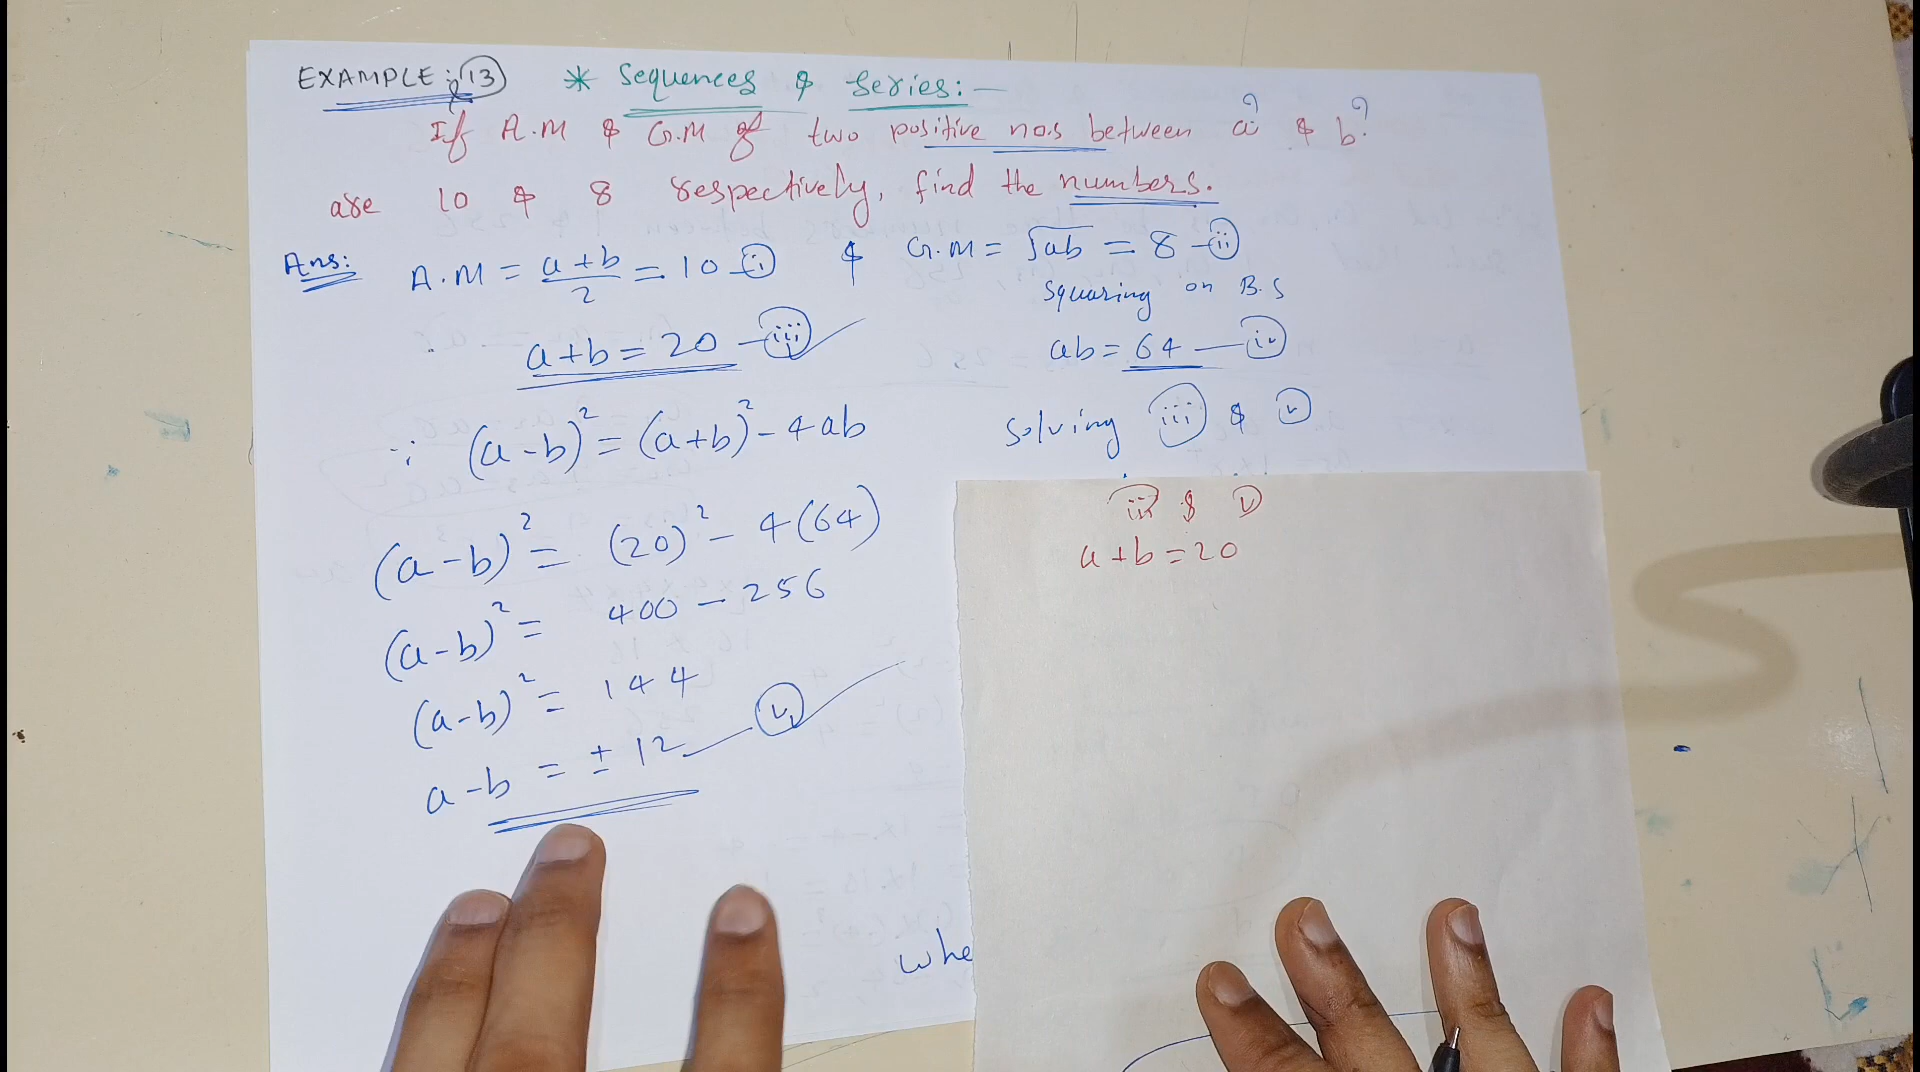 EXAMPLE: 13 * Sequences & Series:-
If A.M & G.M of two positive nos between a? & b?
are 10 & 8 respectively, find the numbers.
Ans: A.M = a+b/2 = 10 -(i) & G.M = √ab = 8 -(ii)
squaring on B.S
a+b = 20 -(iii) ✓ ab = 64 -(iv)
∵ (a-b)² = (a+b)² - 4ab
solving (iii) & (v)
(a-b)² = (20)² - 4(64)
(a-b)² = 400 - 256
(a-b)² = 144
a-b = ±12 -(v)
(iii) & (v)
a+b = 20
whe